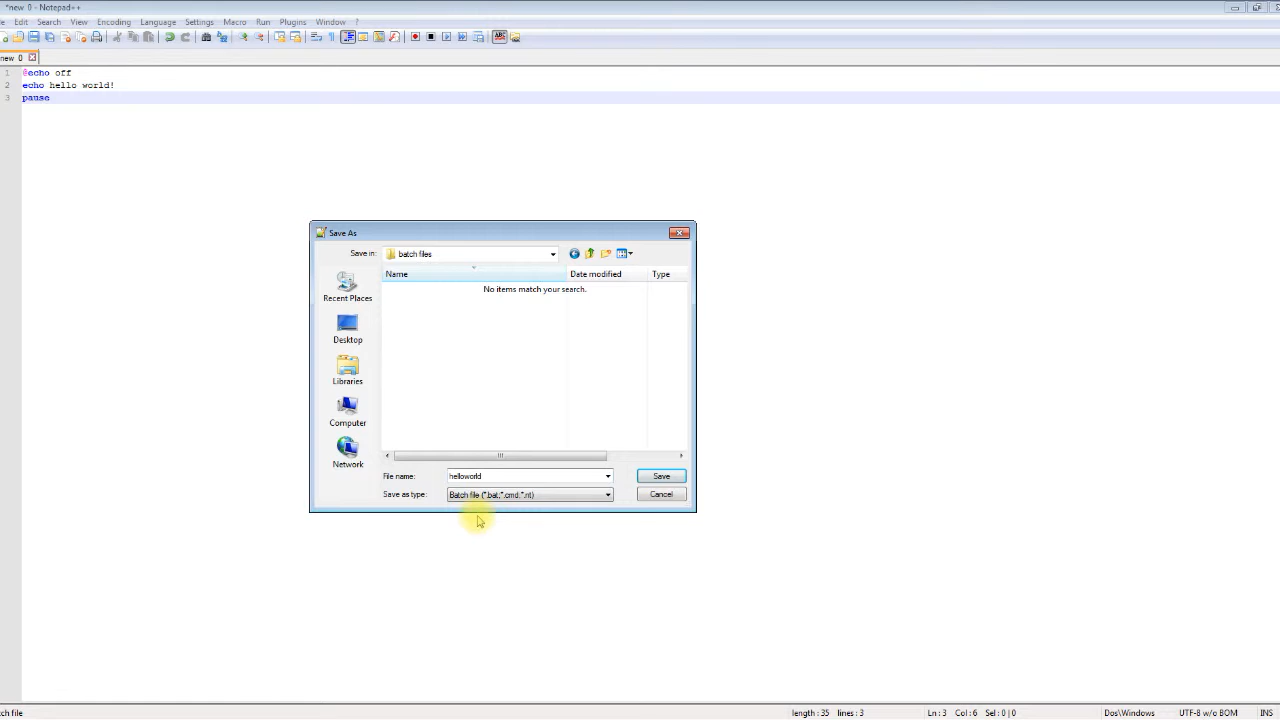 *new 0 - Notepad++
Edit Search View Encoding Language Settings Macro Run Plugins Window ?
new 0
1 @echo off
2 echo hello world!
3 pause
Save As
Save in: batch files
Name Date modified Type
No items match your search.
Recent Places
Desktop
Libraries
Computer
Network
File name: helloworld Save
Save as type: Batch file (*.bat;*.cmd;*.nt) Cancel
tch file length : 35 lines : 3 Ln : 3 Col : 6 Sel : 0 | 0 Dos\Windows UTF-8 w/o BOM INS